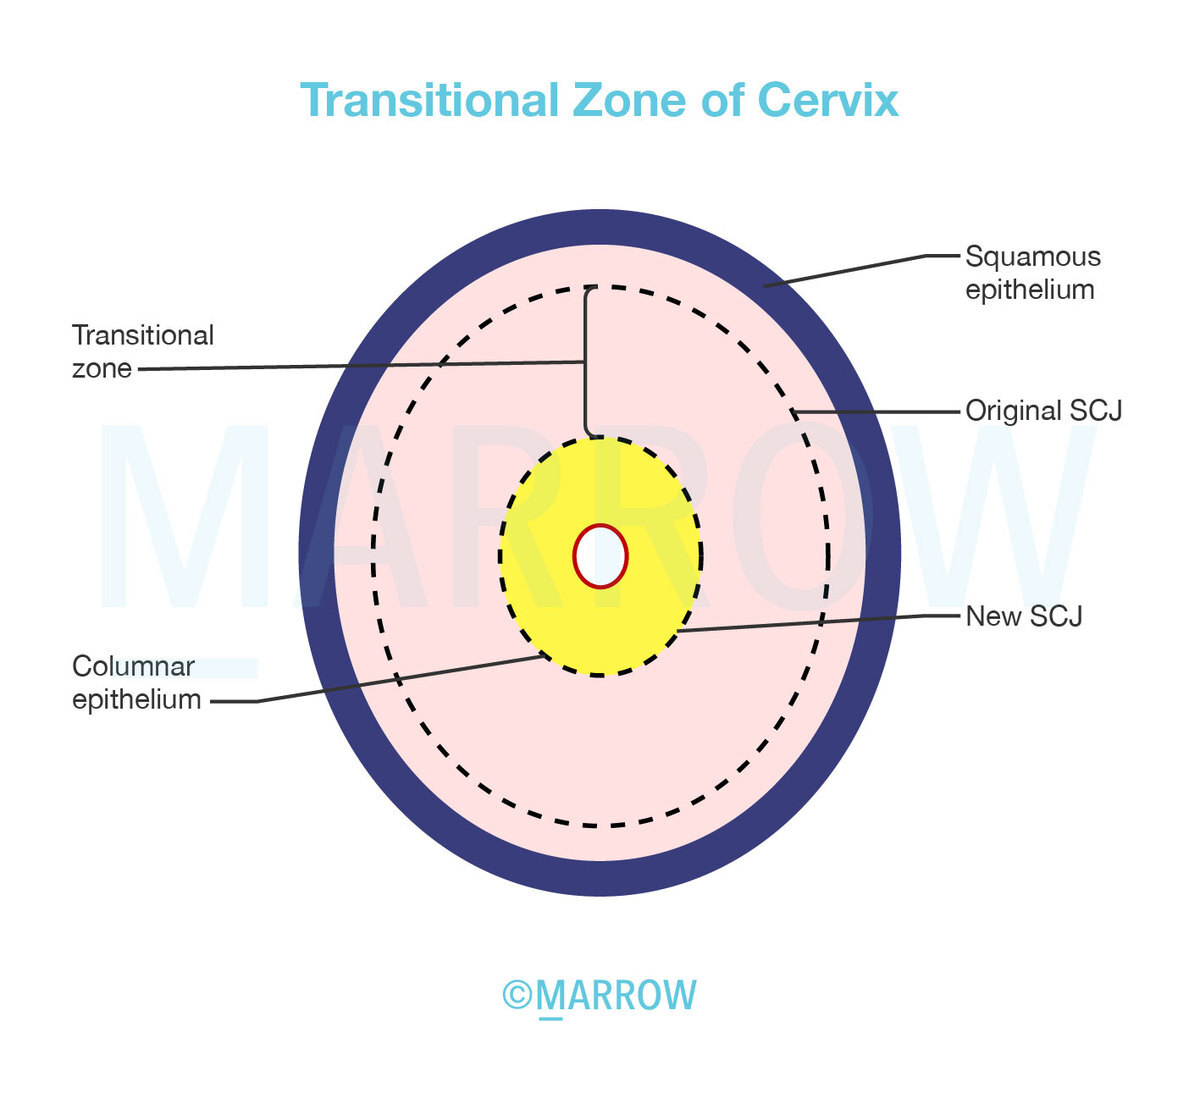 Transitional Zone of Cervix
Squamous
epithelium
Transitional
zone
Original SCJ
MARROW
New SCJ
Columnar
epithelium
©MARROW